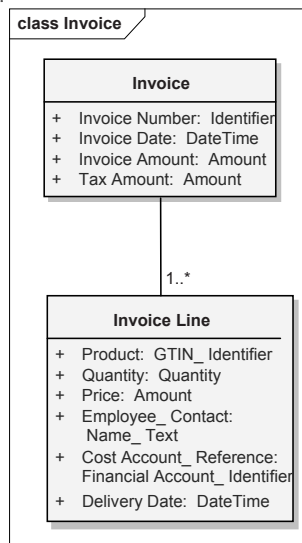 class Invoice
Invoice
+ Invoice Number: Identifier
+ Invoice Date: DateTime
+ Invoice Amount: Amount
+ Tax Amount: Amount
1..*
Invoice Line
+ Product: GTIN_ Identifier
+ Quantity: Quantity
+ Price: Amount
+ Employee_ Contact:
Name_ Text
+ Cost Account_ Reference:
Financial Account_ Identifier
+ Delivery Date: DateTime